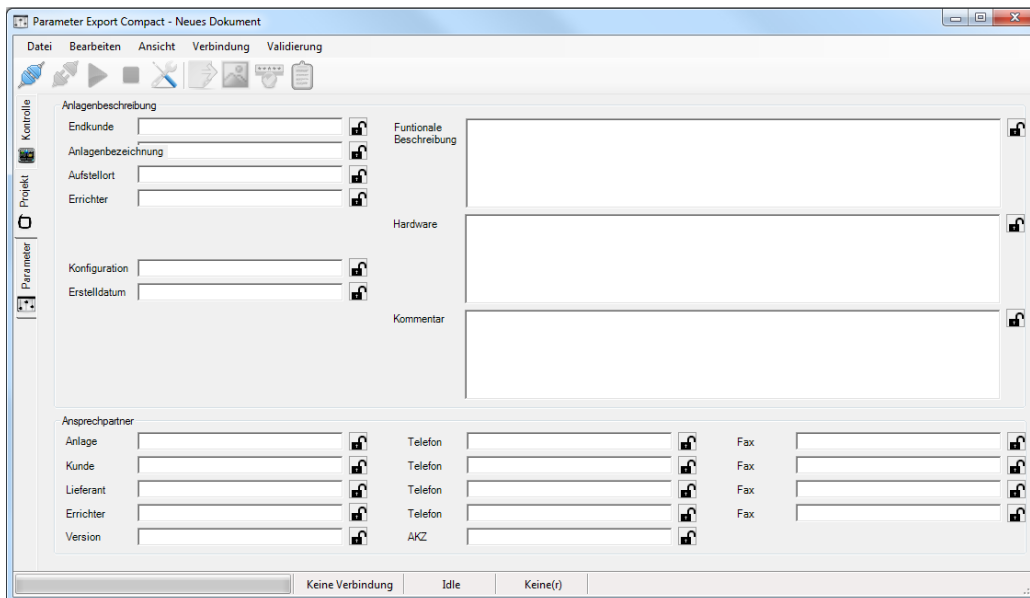 Parameter Export Compact - Neues Dokument
Datei Bearbeiten Ansicht Verbindung Validierung
Kontrolle
Projekt
Parameter
Anlagenbeschreibung
Endkunde
Anlagenbezeichnung
Aufstellort
Errichter
Konfiguration
Erstelldatum
Funtionale
Beschreibung
Hardware
Kommentar
Ansprechpartner
Anlage Telefon Fax
Kunde Telefon Fax
Lieferant Telefon Fax
Errichter Telefon Fax
Version AKZ
Keine Verbindung Idle Keine(r)